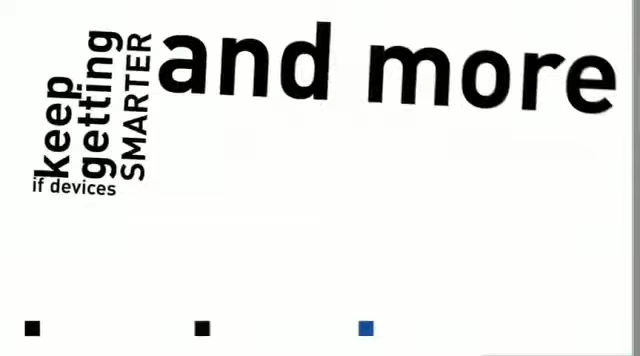 if devices
keep
getting
SMARTER
and more